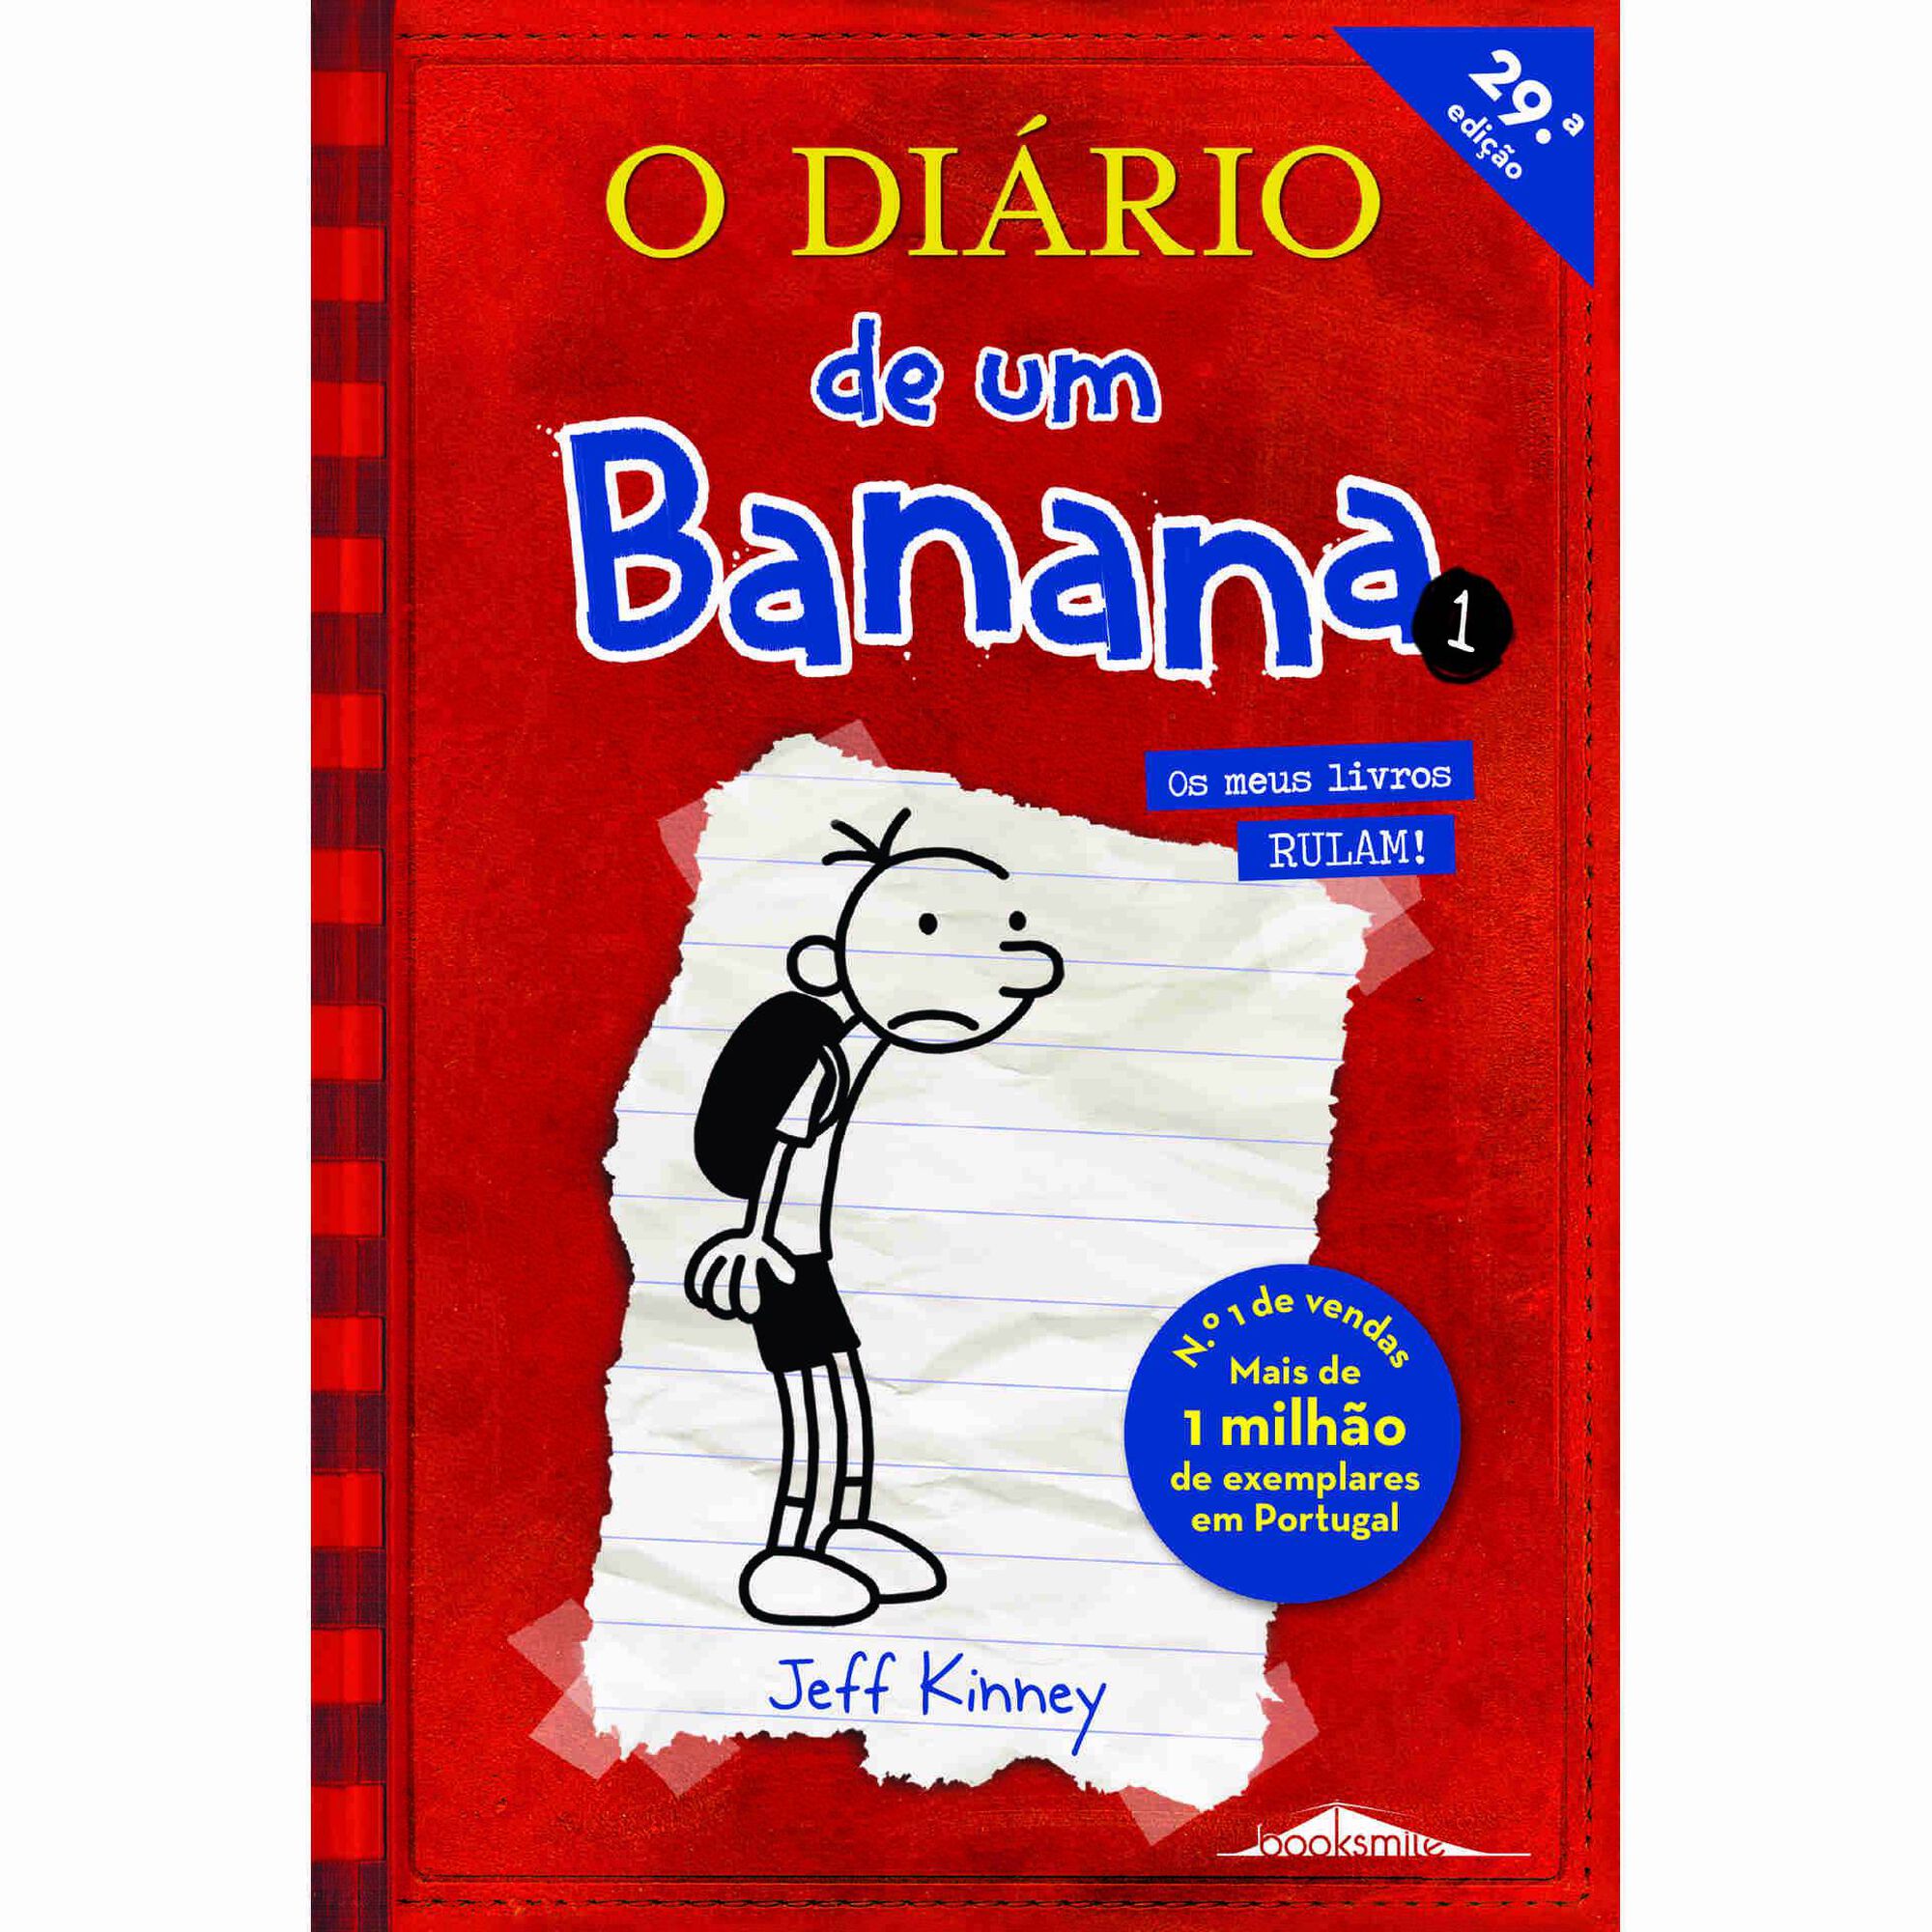 29.ª
edição
O DIÁRIO
de um
Banana
1
Os meus livros
RULAM!
N.º 1 de vendas
Mais de
1 milhão
de exemplares
em Portugal
Jeff Kinney
booksmile